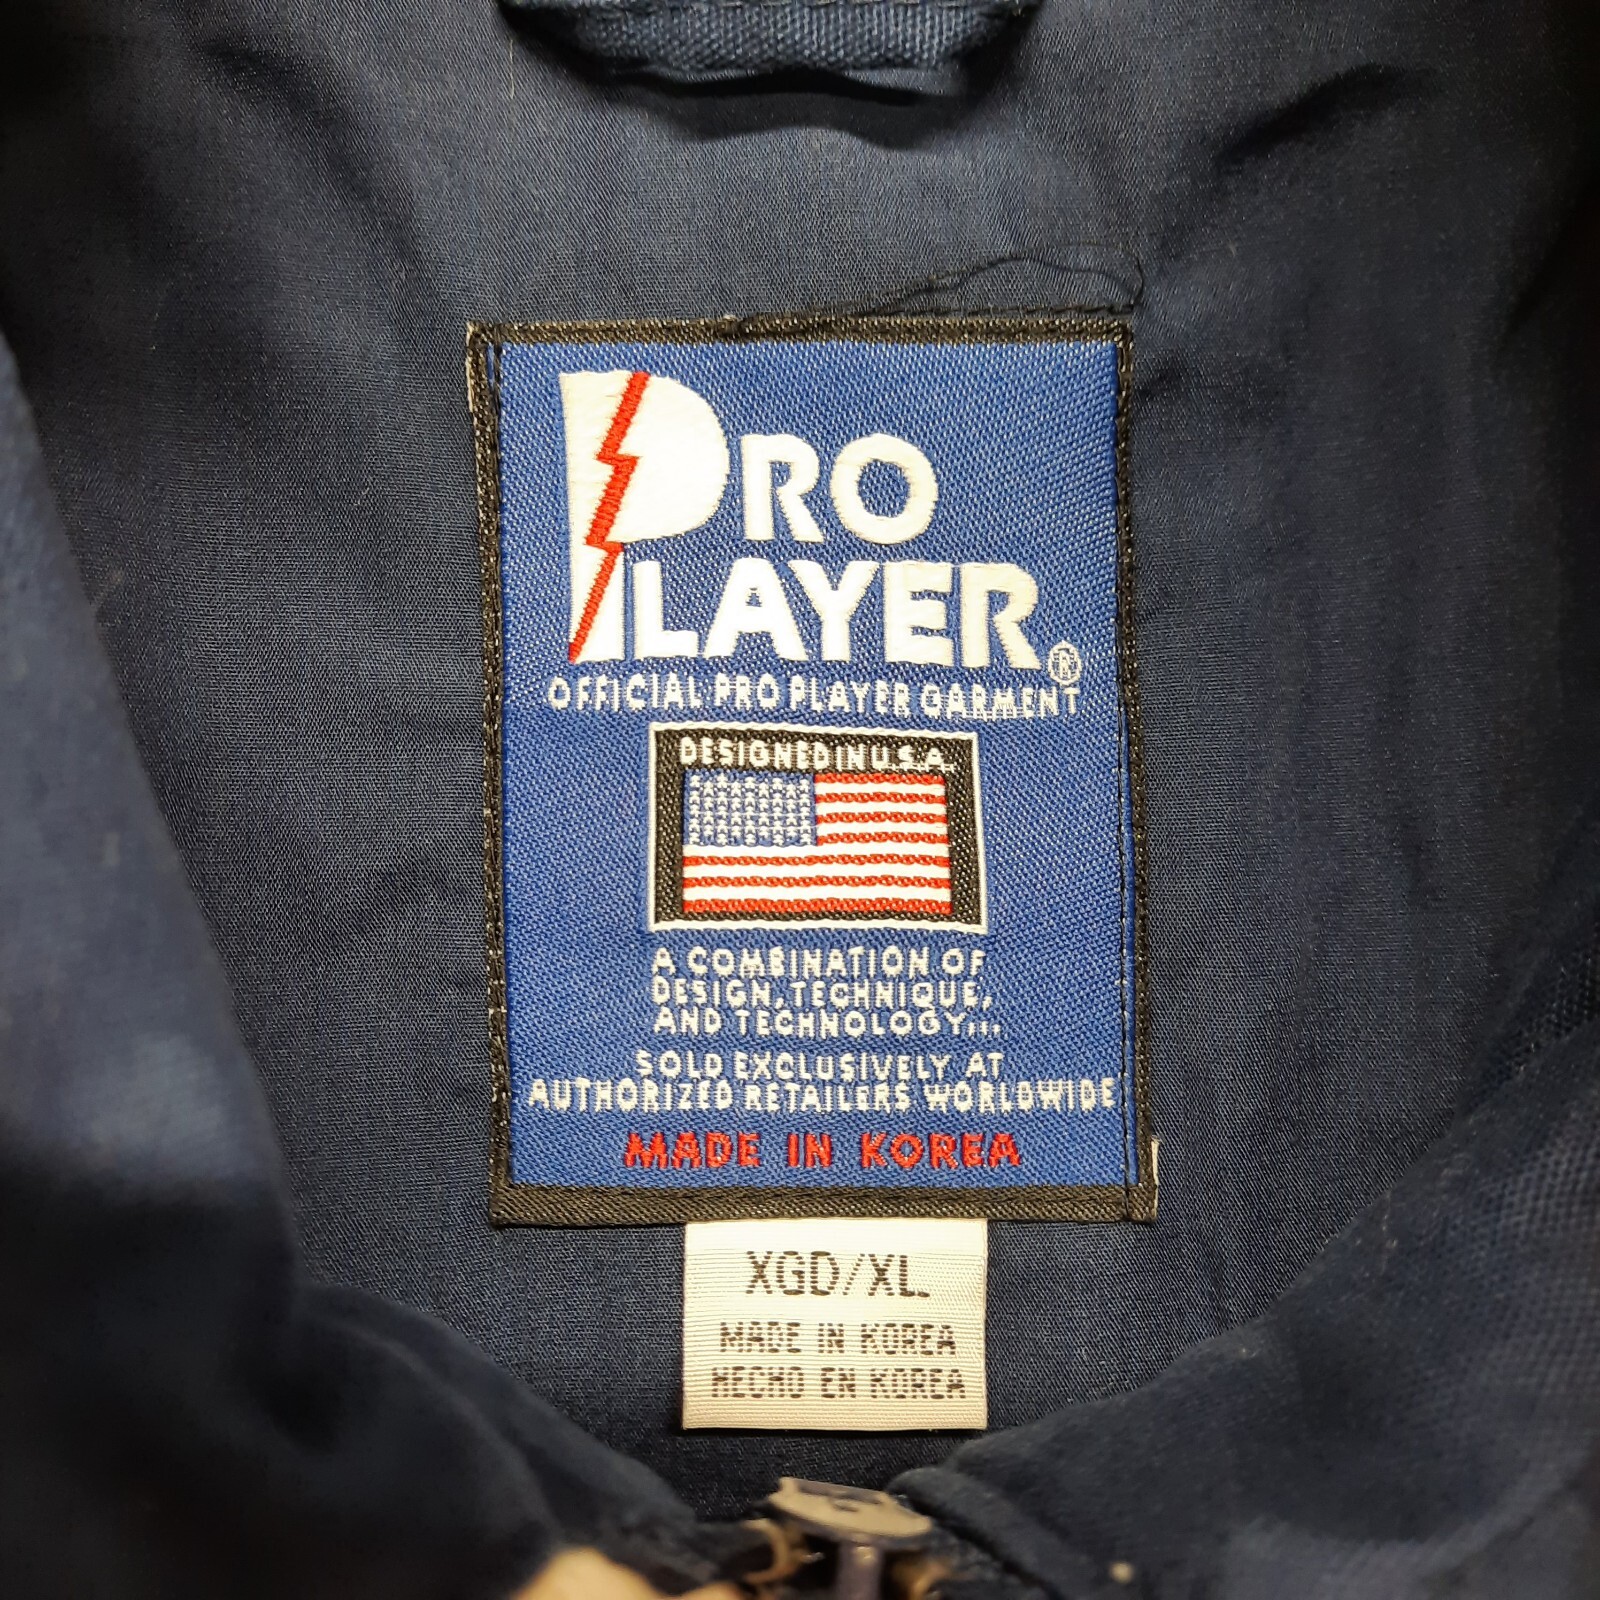 PRO
PLAYER®
OFFICIAL PRO PLAYER GARMENT
DESIGNED IN U.S.A.
A COMBINATION OF
DESIGN, TECHNIQUE,
AND TECHNOLOGY...
SOLD EXCLUSIVELY AT
AUTHORIZED RETAILERS WORLDWIDE
MADE IN KOREA
XGD/XL
MADE IN KOREA
HECHO EN KOREA